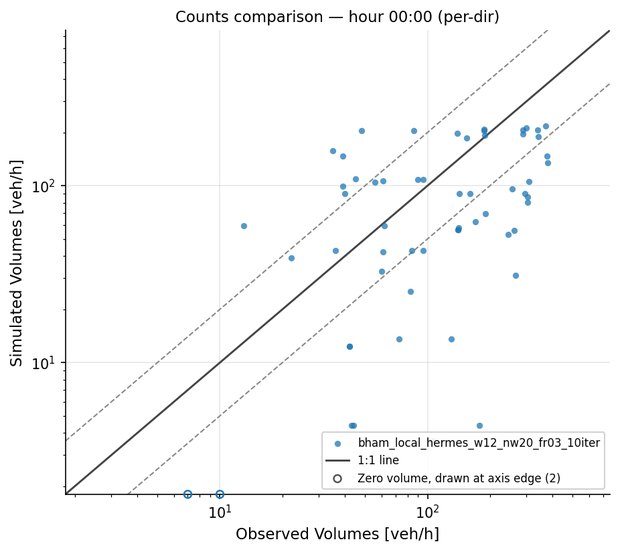 Counts comparison — hour 00:00 (per-dir)
Simulated Volumes [veh/h]
10²
10¹
bham_local_hermes_w12_nw20_fr03_10iter
1:1 line
Zero volume, drawn at axis edge (2)
10¹
10²
Observed Volumes [veh/h]